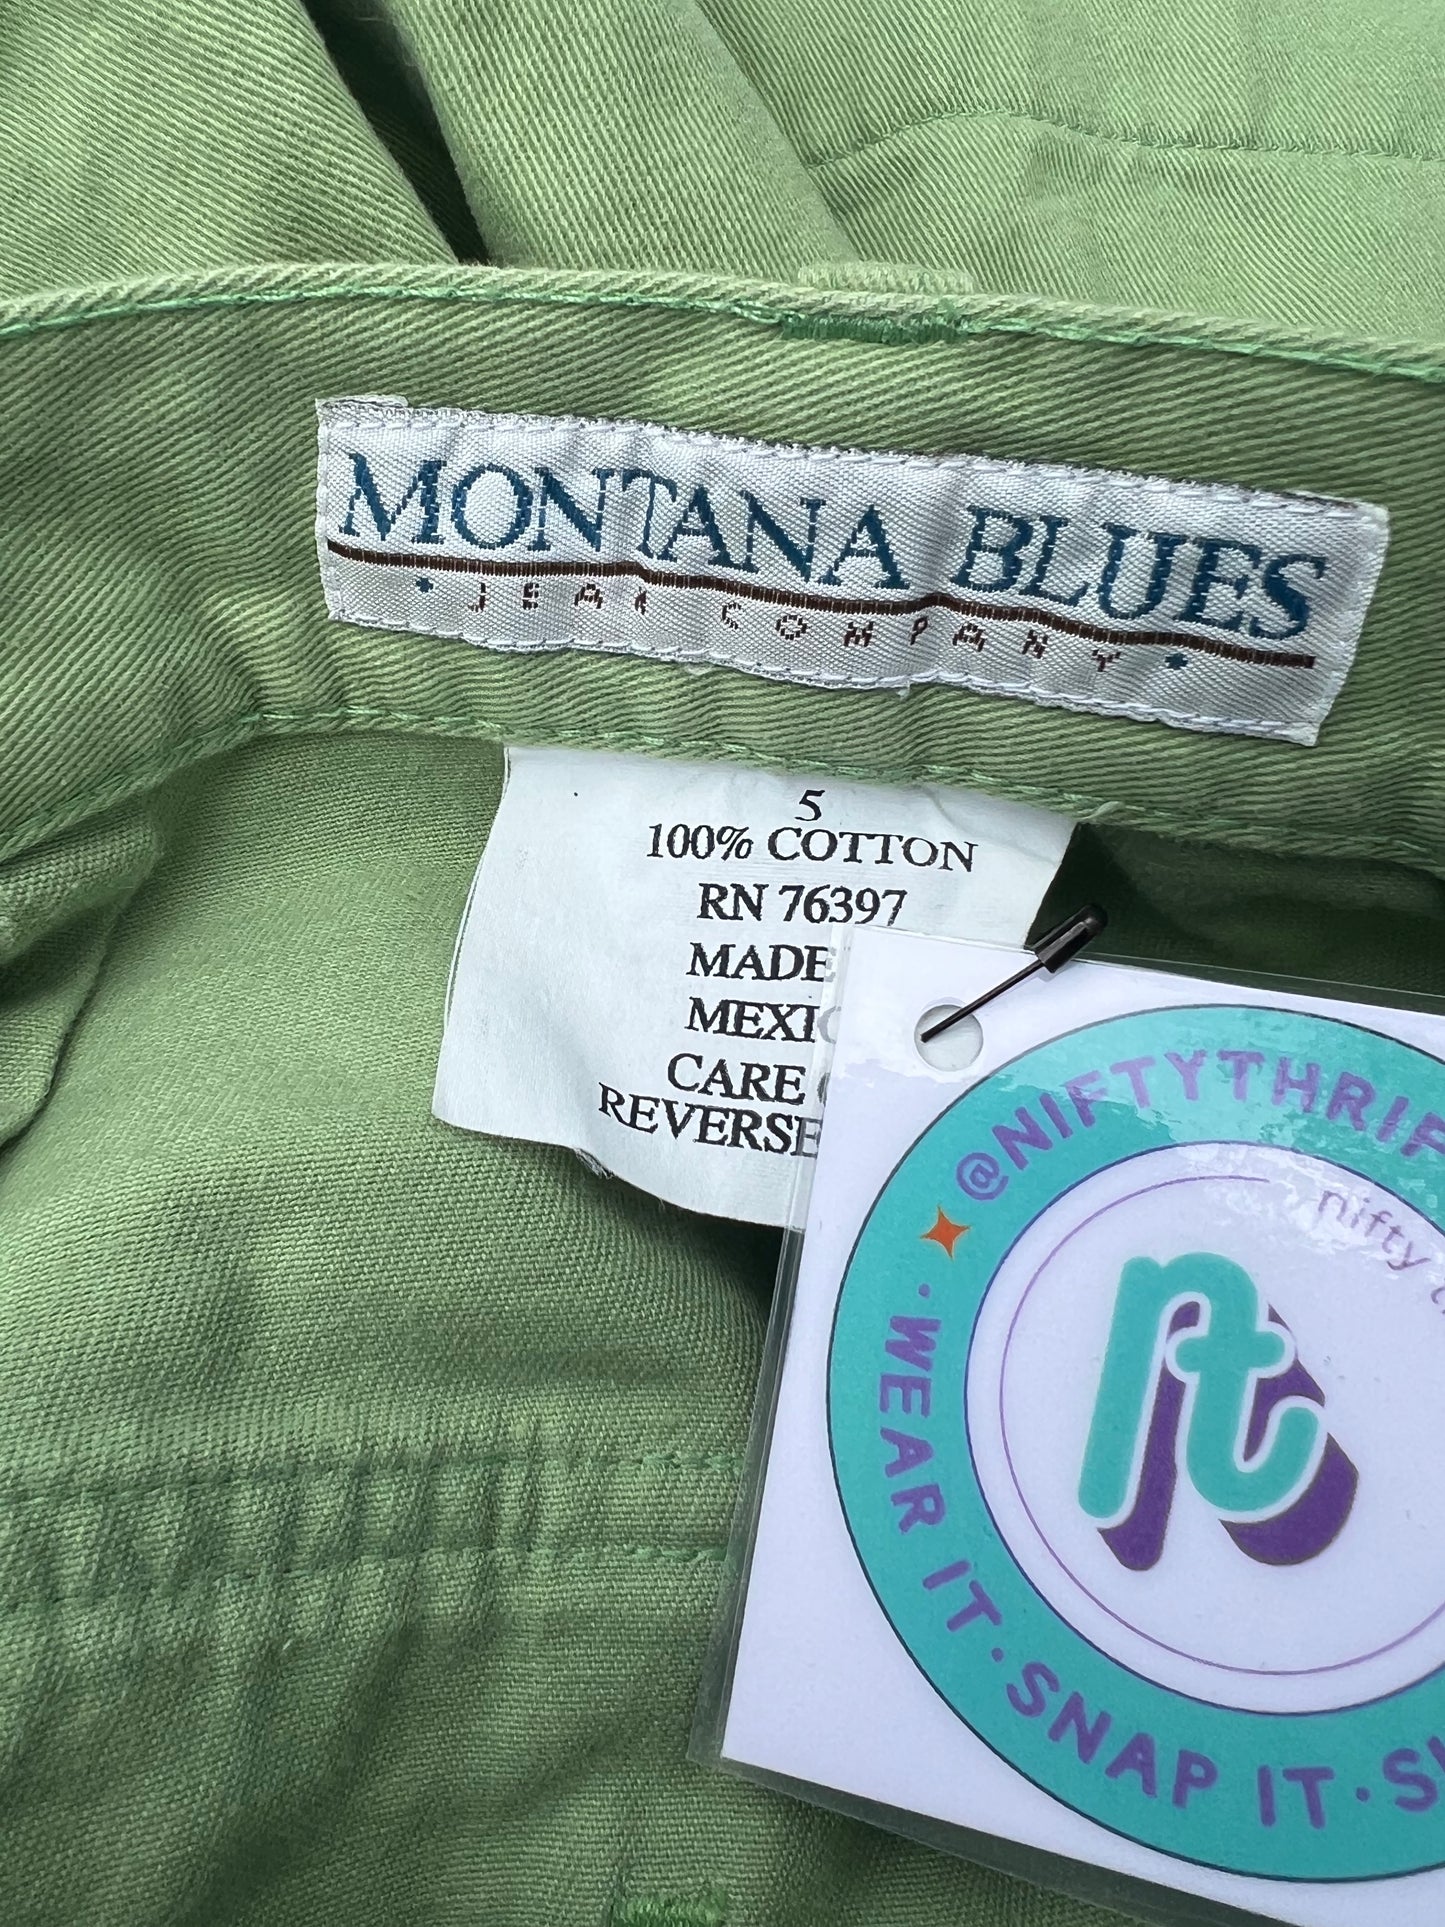 MONTANA BLUES
JEAN COMPANY
5
100% COTTON
RN 76397
MADE
MEXIC
CARE
REVERSE
@NIFTYTHRIF
nifty
nt
· WEAR IT · SNAP IT ·